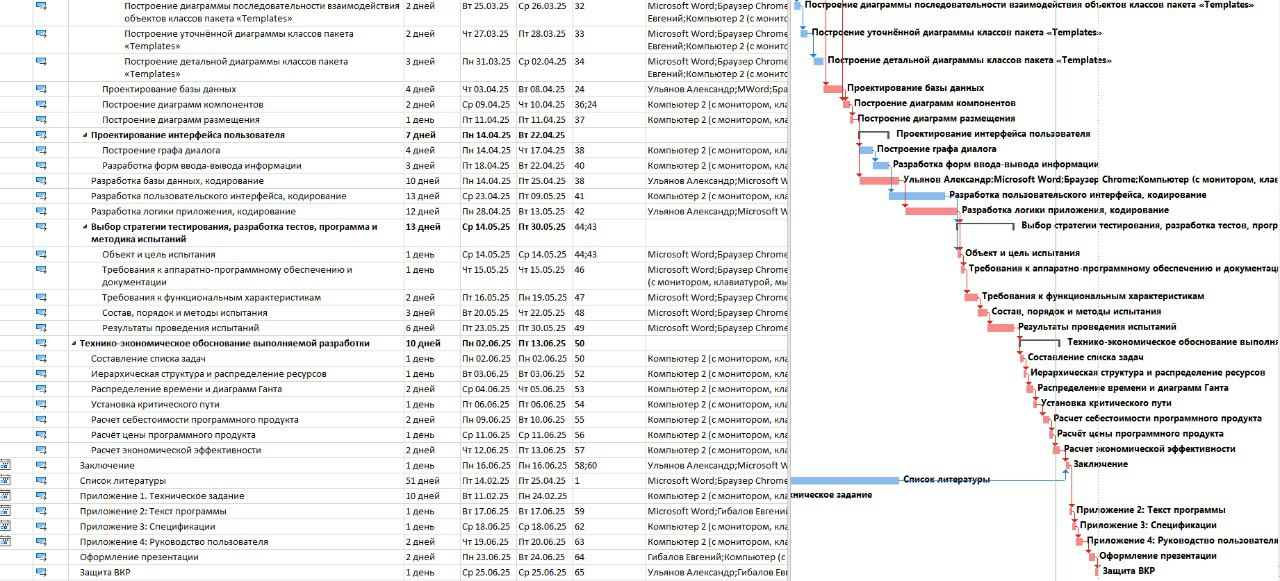 Построение диаграммы последовательности взаимодействия 2 дней Вт 25.03.25 Ср 26.03.25 32 Microsoft Word;Браузер Chrome Построение диаграммы последовательности взаимодействия объектов классов пакета «Templates»
объектов классов пакета «Templates» Евгений;Компьютер 2 (с монито
Построение уточнённой диаграммы классов пакета 2 дней Чт 27.03.25 Пт 28.03.25 33 Microsoft Word;Браузер Chrome Построение уточнённой диаграммы классов пакета «Templates»
«Templates» Евгений;Компьютер 2 (с монито
Построение детальной диаграммы классов пакета 3 дней Пн 31.03.25 Ср 02.04.25 34 Microsoft Word;Браузер Chrome Построение детальной диаграммы классов пакета «Templates»
«Templates» Евгений;Компьютер 2 (с монито
Проектирование базы данных 4 дней Чт 03.04.25 Вт 08.04.25 24 Ульянов Александр;MWord;Бра Проектирование базы данных
Построение диаграмм компонентов 2 дней Ср 09.04.25 Чт 10.04.25 36;24 Компьютер 2 (с монитором, кла Построение диаграмм компонентов
Построение диаграмм размещения 1 день Пт 11.04.25 Пт 11.04.25 37 Компьютер 2 (с монитором, кла Построение диаграмм размещения
Проектирование интерфейса пользователя 7 дней Пн 14.04.25 Вт 22.04.25 Проектирование интерфейса пользователя
Построение графа диалога 4 дней Пн 14.04.25 Чт 17.04.25 38 Компьютер 2 (с монитором, кла Построение графа диалога
Разработка форм ввода-вывода информации 3 дней Пт 18.04.25 Вт 22.04.25 40 Компьютер 2 (с монитором, кла Разработка форм ввода-вывода информации
Разработка базы данных, кодирование 10 дней Пн 14.04.25 Пт 25.04.25 38 Ульянов Александр;Microsoft W Ульянов Александр;Microsoft Word;Браузер Chrome;Компьютер (с монитором, клав
Разработка пользовательского интерфейса, кодирование 13 дней Ср 23.04.25 Пт 09.05.25 41 Компьютер 2 (с монитором, кла Разработка пользовательского интерфейса, кодирование
Разработка логики приложения, кодирование 12 дней Пн 28.04.25 Вт 13.05.25 42 Ульянов Александр;Microsoft W Разработка логики приложения, кодирование
Выбор стратегии тестирования, разработка тестов, программа и 13 дней Ср 14.05.25 Пт 30.05.25 44;43 Выбор стратегии тестирования, разработка тестов, прогр
методика испытаний
Объект и цель испытания 1 день Ср 14.05.25 Ср 14.05.25 44;43 Microsoft Word;Браузер Chrome Объект и цель испытания
Требования к аппаратно-программному обеспечению и 1 день Чт 15.05.25 Чт 15.05.25 46 Microsoft Word;Браузер Chrome Требования к аппаратно-программному обеспечению и документац
документации (с монитором, клавиатурой, мы
Требования к функциональным характеристикам 2 дней Пт 16.05.25 Пн 19.05.25 47 Microsoft Word;Браузер Chrome Требования к функциональным характеристикам
Состав, порядок и методы испытания 3 дней Вт 20.05.25 Чт 22.05.25 48 Microsoft Word;Браузер Chrome Состав, порядок и методы испытания
Результаты проведения испытаний 6 дней Пт 23.05.25 Пт 30.05.25 49 Microsoft Word;Браузер Chrome Результаты проведения испытаний
Технико-экономическое обоснование выполняемой разработки 10 дней Пн 02.06.25 Пт 13.06.25 50 Технико-экономическое обоснование выполня
Составление списка задач 1 день Пн 02.06.25 Пн 02.06.25 50 Компьютер 2 (с монитором, кла Составление списка задач
Иерархическая структура и распределение ресурсов 1 день Вт 03.06.25 Вт 03.06.25 52 Компьютер 2 (с монитором, кла Иерархическая структура и распределение ресурсов
Распределение времени и диаграмм Ганта 2 дней Ср 04.06.25 Чт 05.06.25 53 Компьютер 2 (с монитором, кла Распределение времени и диаграмм Ганта
Установка критического пути 1 день Пт 06.06.25 Пт 06.06.25 54 Компьютер 2 (с монитором, кла Установка критического пути
Расчет себестоимости программного продукта 2 дней Пн 09.06.25 Вт 10.06.25 55 Компьютер 2 (с монитором, кла Расчет себестоимости программного продукта
Расчёт цены программного продукта 1 день Ср 11.06.25 Ср 11.06.25 56 Компьютер 2 (с монитором, кла Расчёт цены программного продукта
Расчет экономической эффективности 2 дней Чт 12.06.25 Пт 13.06.25 57 Компьютер 2 (с монитором, кла Расчет экономической эффективности
Заключение 1 день Пн 16.06.25 Пн 16.06.25 58;60 Ульянов Александр;Microsoft W Заключение
Список литературы 51 дней Пт 14.02.25 Пт 25.04.25 1 Microsoft Word;Браузер Chrome Список литературы
Приложение 1. Техническое задание 10 дней Вт 11.02.25 Пн 24.02.25 Компьютер 2 (с монитором, кла хническое задание
Приложение 2: Текст программы 1 день Вт 17.06.25 Вт 17.06.25 59 Microsoft Word;Гибалов Евгени Приложение 2: Текст программы
Приложение 3: Спецификации 1 день Ср 18.06.25 Ср 18.06.25 62 Компьютер 2 (с монитором, кла Приложение 3: Спецификации
Приложение 4: Руководство пользователя 2 дней Чт 19.06.25 Пт 20.06.25 63 Компьютер 2 (с монитором, кла Приложение 4: Руководство пользователя
Оформление презентации 2 дней Пн 23.06.25 Вт 24.06.25 64 Гибалов Евгений;Компьютер (с Оформление презентации
Защита ВКР 1 день Ср 25.06.25 Ср 25.06.25 65 Ульянов Александр;Гибалов Евг Защита ВКР